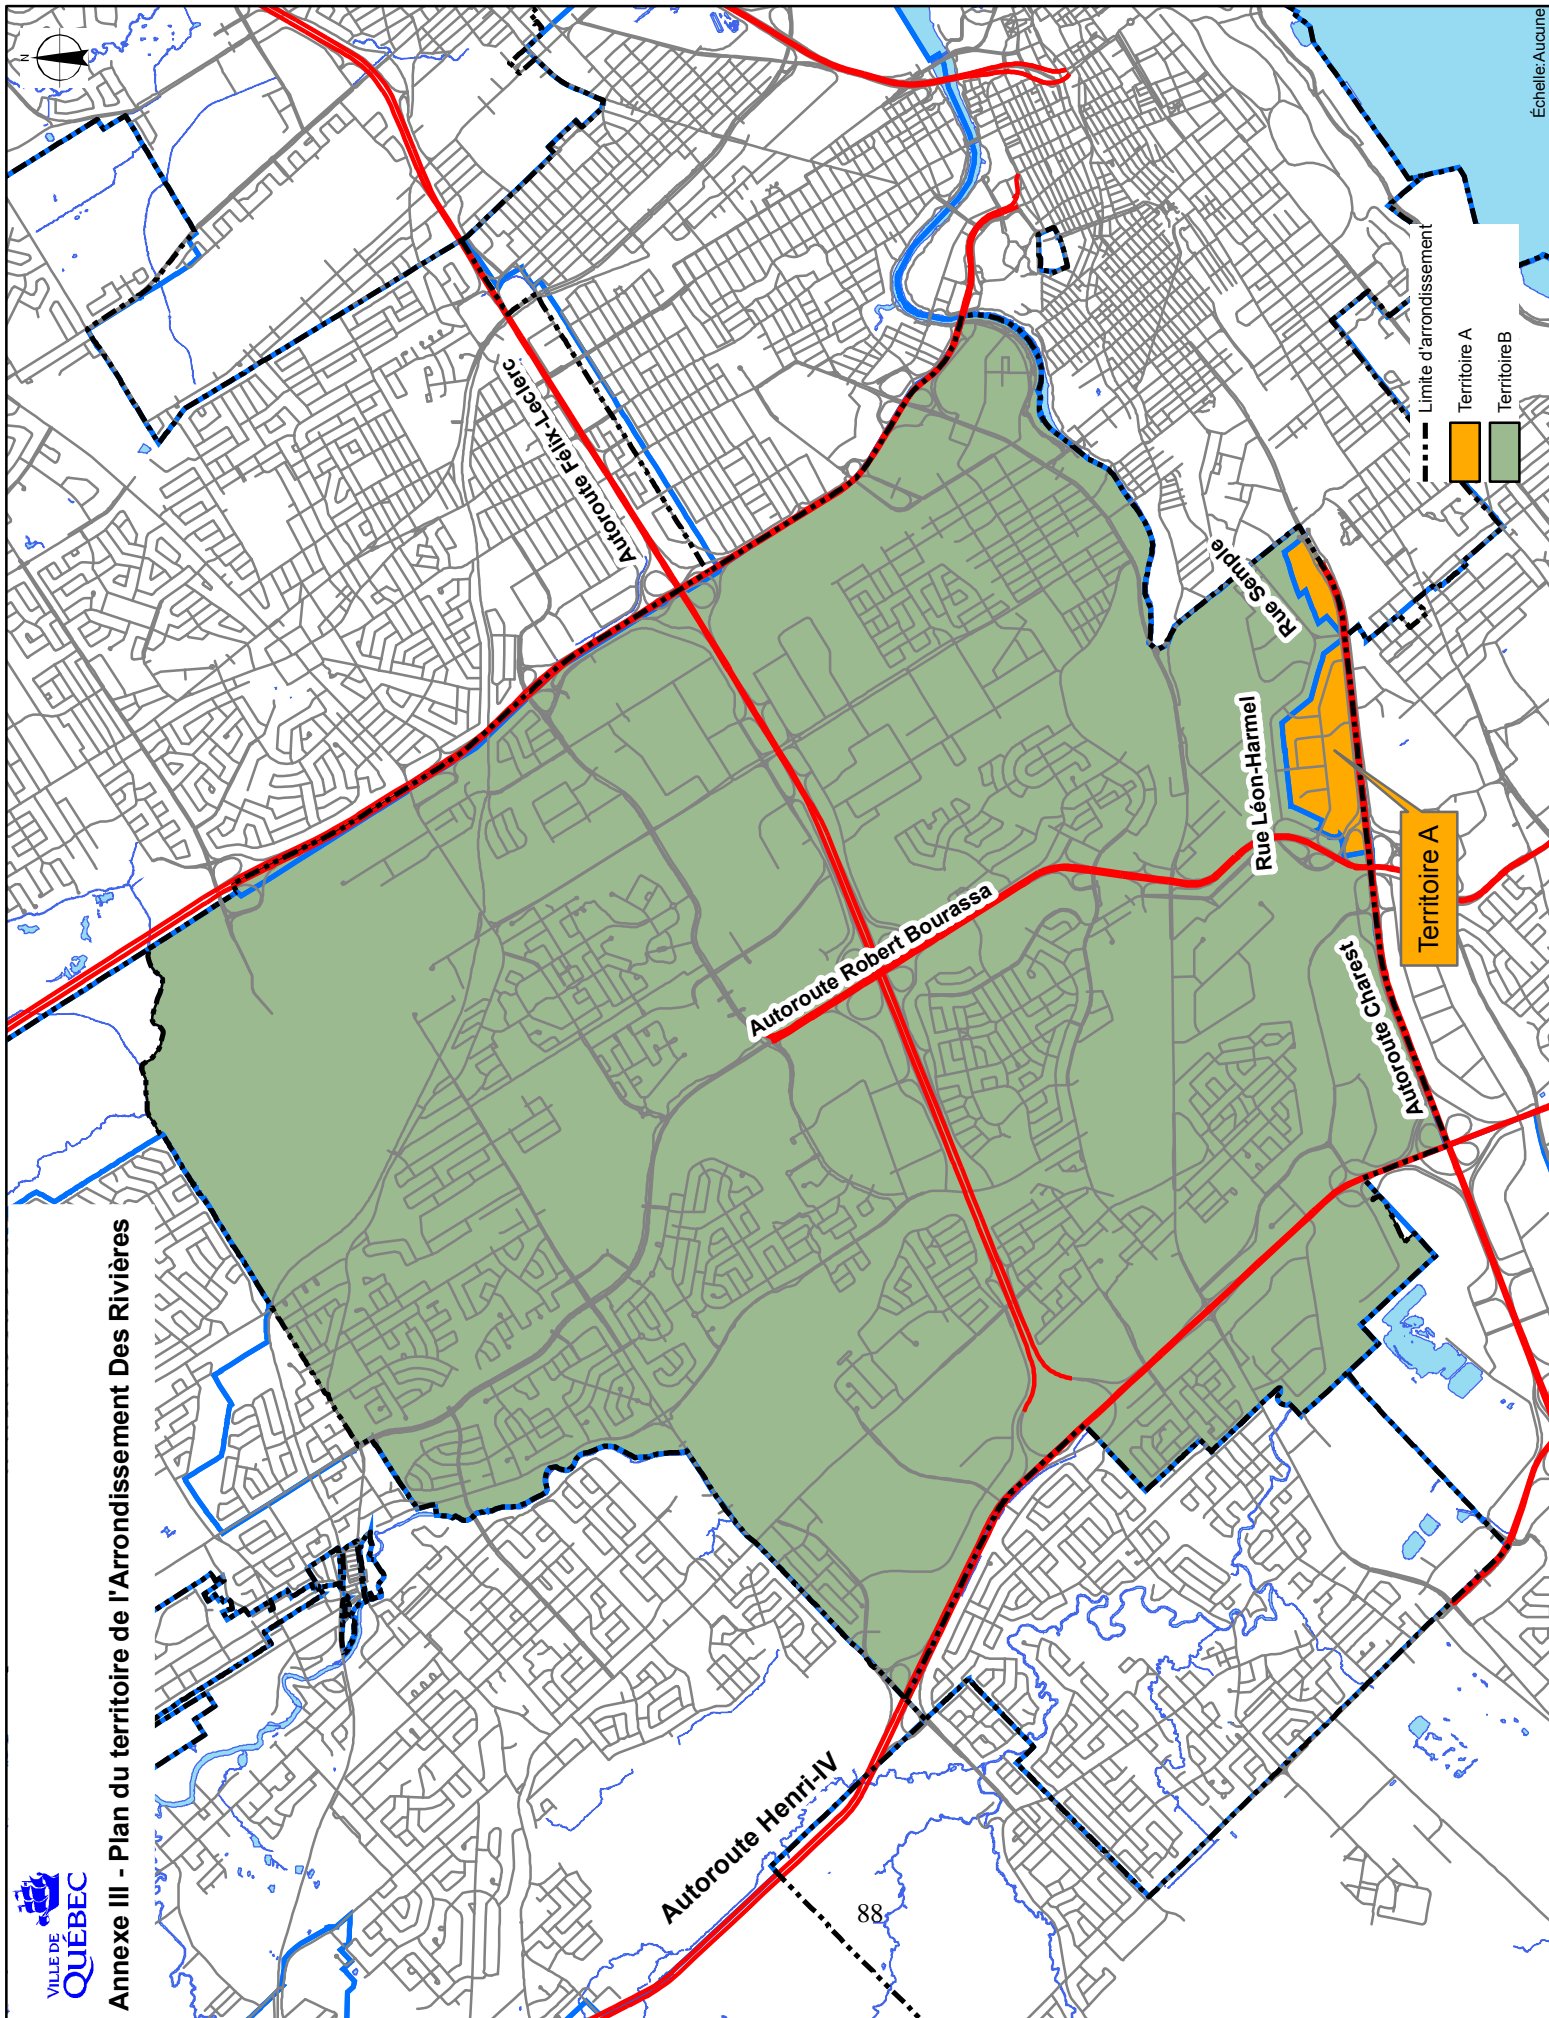 VILLE DE
QUÉBEC
Annexe III - Plan du territoire de l'Arrondissement Des Rivières
N
Autoroute Félix-Leclerc
Autoroute Robert Bourassa
Rue Semple
Rue Léon-Harmel
Autoroute Charest
Territoire A
Autoroute Henri-IV
Limite d'arrondissement
Territoire A
Territoire B
Échelle:Aucune
88